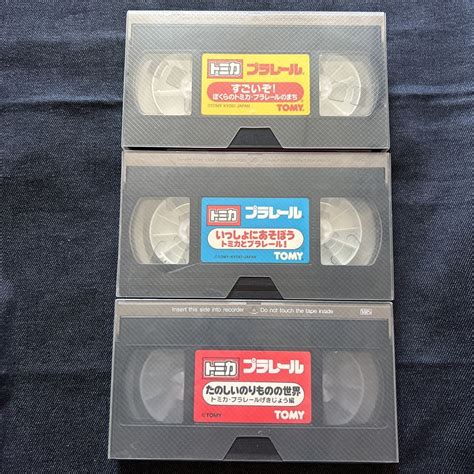 トミカ プラレール
すごいぞ!
ぼくらのトミカ・プラレールのまち
TOMY
トミカ プラレール
いっしょにあそぼう
トミカとプラレール!
TOMY
Insert this side into recorder △ Do not touch the tape inside
トミカ プラレール
たのしいのりものの世界
トミカ・プラレールげきじょう編
©TOMY TOMY